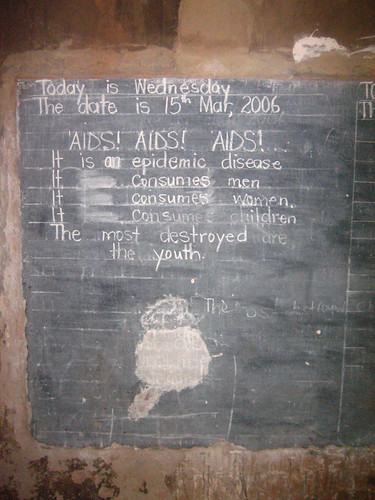 Today is Wednesday
The date is 15th Mar, 2006.
'AIDS! AIDS! 'AIDS!...
It is an epidemic disease
It consumes men
It consumes women.
It consumes children
The most destroyed are
the youth.
The